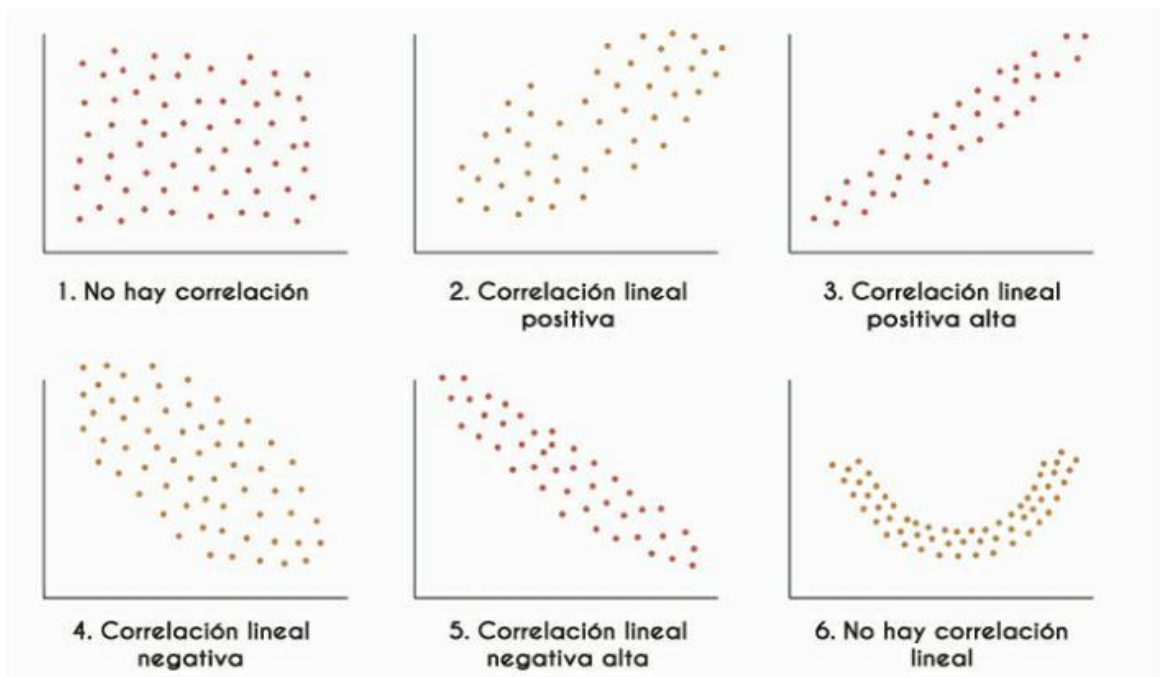 1. No hay correlación
2. Correlación lineal
positiva
3. Correlación lineal
positiva alta
4. Correlación lineal
negativa
5. Correlación lineal
negativa alta
6. No hay correlación
lineal